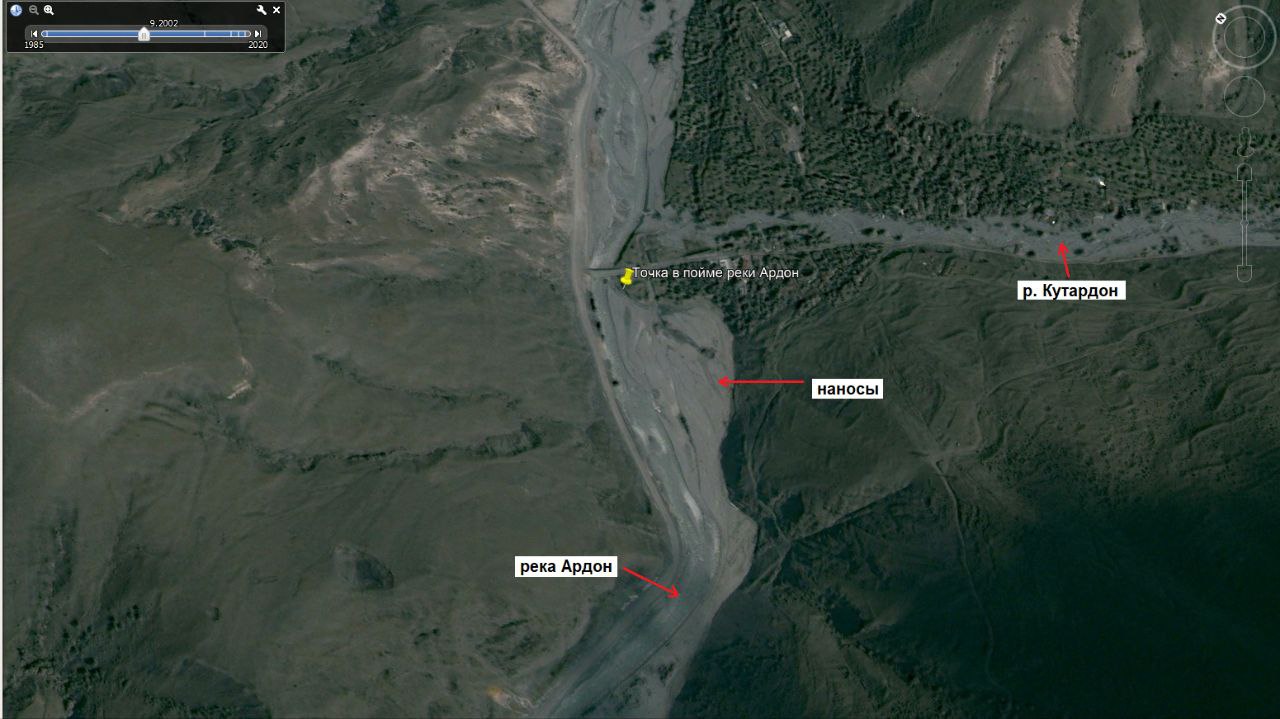 9.2002
1985
2020
Точка в пойме реки Ардон
р. Кутардон
наносы
река Ардон